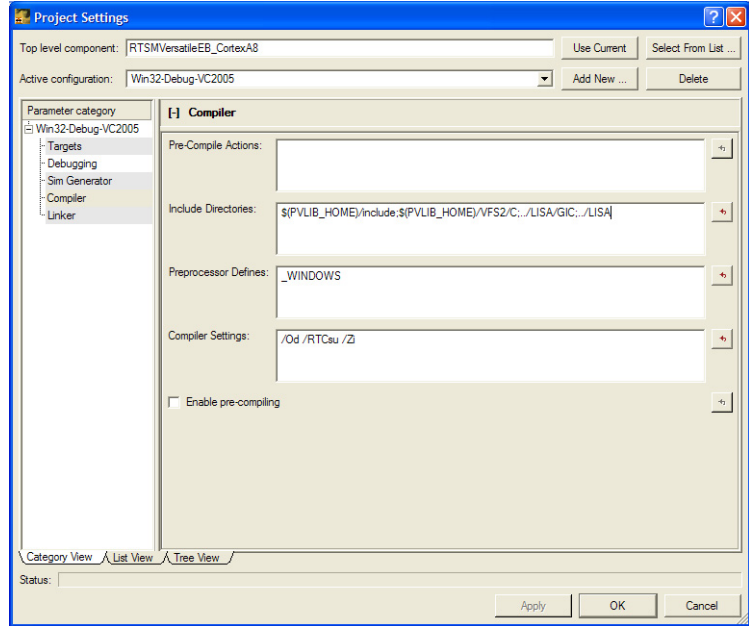 Project Settings
Top level component: RTSMVersatileEB_CortexA8 Use Current Select From List ...
Active configuration: Win32-Debug-VC2005 Add New ... Delete
Parameter category
Win32-Debug-VC2005
Targets
Debugging
Sim Generator
Compiler
Linker
[-] Compiler
Pre-Compile Actions:
Include Directories: $(PVLIB_HOME)/include;$(PVLIB_HOME)/VFS2/C;../LISA/GIC;../LISA
Preprocessor Defines: _WINDOWS
Compiler Settings: /Od /RTCsu /Zi
Enable pre-compiling
Category View List View Tree View
Status:
Apply OK Cancel